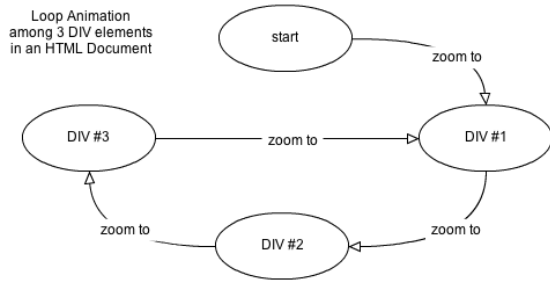 Loop Animation
among 3 DIV elements
in an HTML Document
start
zoom to
DIV #3
zoom to
DIV #1
zoom to
DIV #2
zoom to